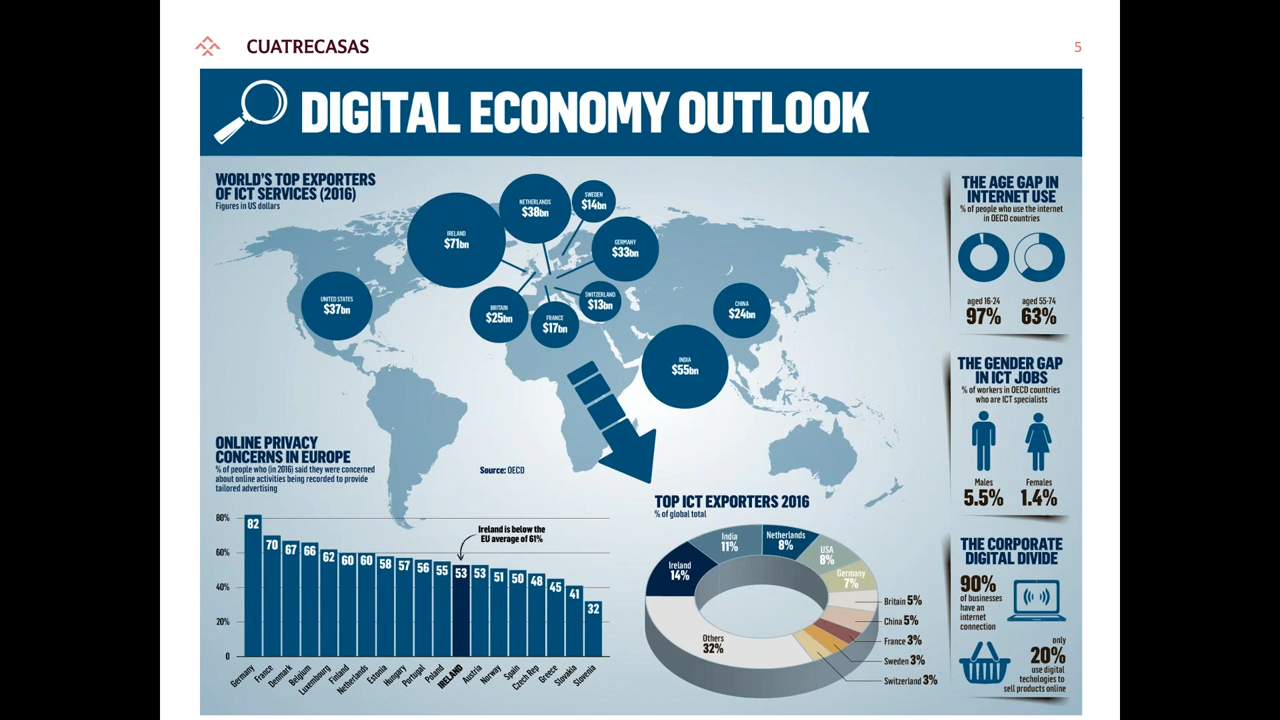 CUATRECASAS
5
DIGITAL ECONOMY OUTLOOK
WORLD'S TOP EXPORTERS
OF ICT SERVICES (2016)
Figures in US dollars
UNITED STATES
$37bn
IRELAND
$71bn
NETHERLANDS
$38bn
SWEDEN
$14bn
GERMANY
$33bn
BRITAIN
$25bn
FRANCE
$17bn
SWITZERLAND
$13bn
CHINA
$24bn
INDIA
$55bn
Source: OECD
ONLINE PRIVACY
CONCERNS IN EUROPE
% of people who (in 2016) said they were concerned
about online activities being recorded to provide
tailored advertising
80%
60%
40%
20%
0
82
70
67
66
62
60
60
58
57
56
55
53
53
51
50
48
45
41
32
Ireland is below the
EU average of 61%
Germany
France
Denmark
Belgium
Luxembourg
Finland
Netherlands
Estonia
Hungary
Portugal
Poland
IRELAND
Austria
Norway
Spain
Czech Rep
Greece
Slovakia
Slovenia
TOP ICT EXPORTERS 2016
% of global total
Ireland
14%
India
11%
Netherlands
8%
USA
8%
Germany
7%
Britain 5%
China 5%
France 3%
Sweden 3%
Switzerland 3%
Others
32%
THE AGE GAP IN
INTERNET USE
% of people who use the internet
in OECD countries
aged 16-24
97%
aged 55-74
63%
THE GENDER GAP
IN ICT JOBS
% of workers in OECD countries
who are ICT specialists
Males
5.5%
Females
1.4%
THE CORPORATE
DIGITAL DIVIDE
90%
of businesses
have an
internet
connection
only
20%
use digital
techologies to
sell products online